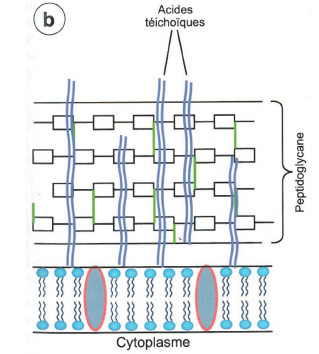 b
Acides
téichoïques
Peptidoglycane
Cytoplasme